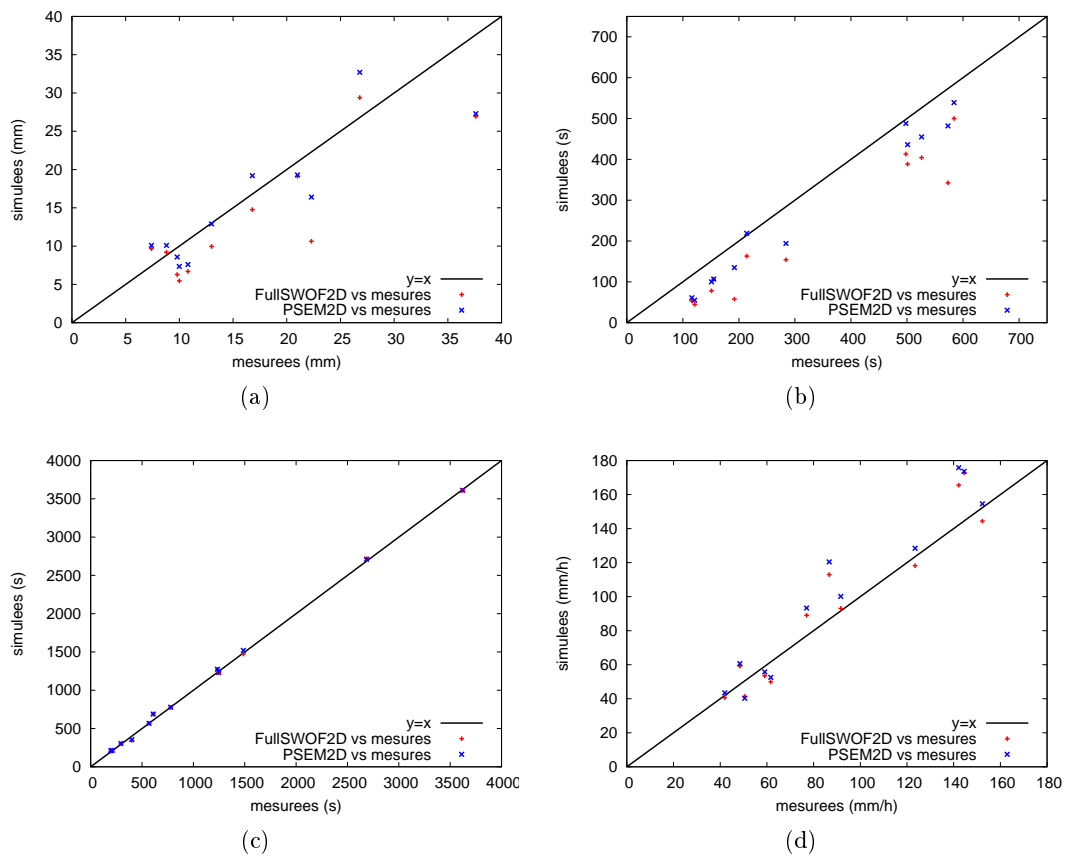 40
35
30
25
20
15
10
5
0
simulees (mm)
0 5 10 15 20 25 30 35 40
mesurees (mm)
y=x
FullSWOF2D vs mesures
PSEM2D vs mesures
(a)
700
600
500
400
300
200
100
0
simulees (s)
0 100 200 300 400 500 600 700
mesurees (s)
y=x
FullSWOF2D vs mesures
PSEM2D vs mesures
(b)
4000
3500
3000
2500
2000
1500
1000
500
0
simulees (s)
0 500 1000 1500 2000 2500 3000 3500 4000
mesurees (s)
y=x
FullSWOF2D vs mesures
PSEM2D vs mesures
(c)
180
160
140
120
100
80
60
40
20
0
simulees (mm/h)
0 20 40 60 80 100 120 140 160 180
mesurees (mm/h)
y=x
FullSWOF2D vs mesures
PSEM2D vs mesures
(d)